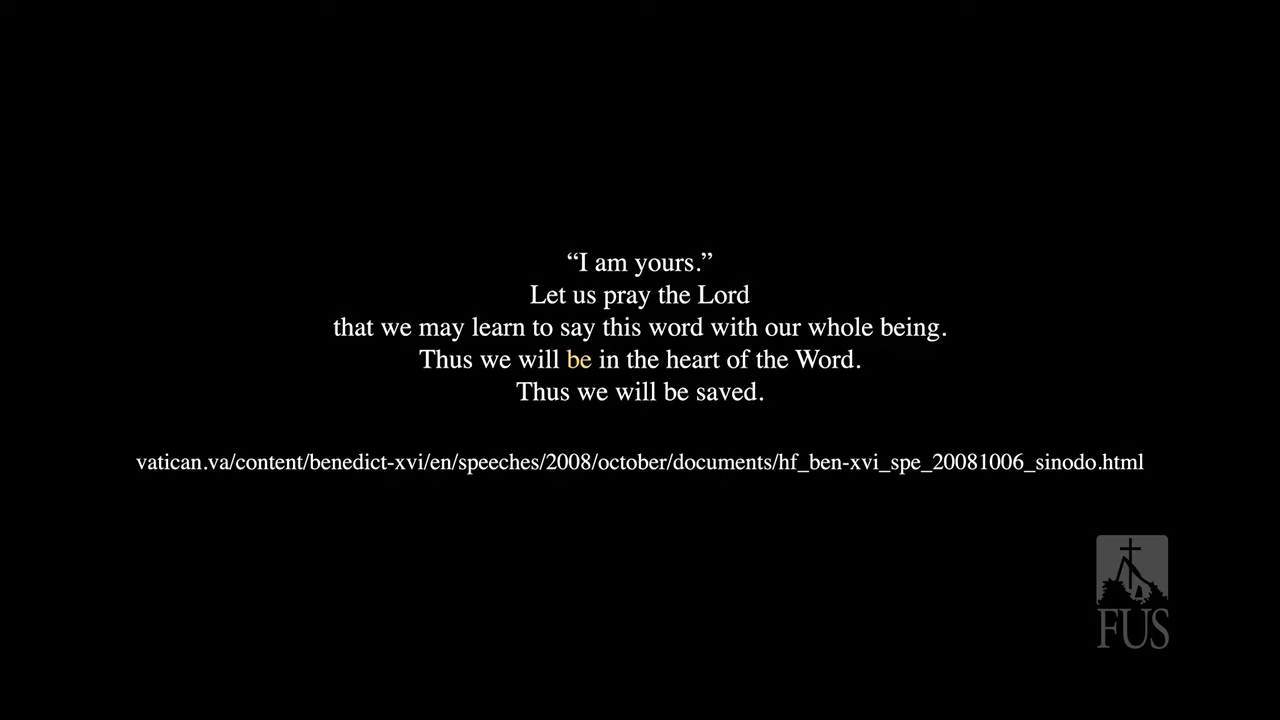 “I am yours.”
Let us pray the Lord
that we may learn to say this word with our whole being.
Thus we will be in the heart of the Word.
Thus we will be saved.
vatican.va/content/benedict-xvi/en/speeches/2008/october/documents/hf_ben-xvi_spe_20081006_sinodo.html
FUS